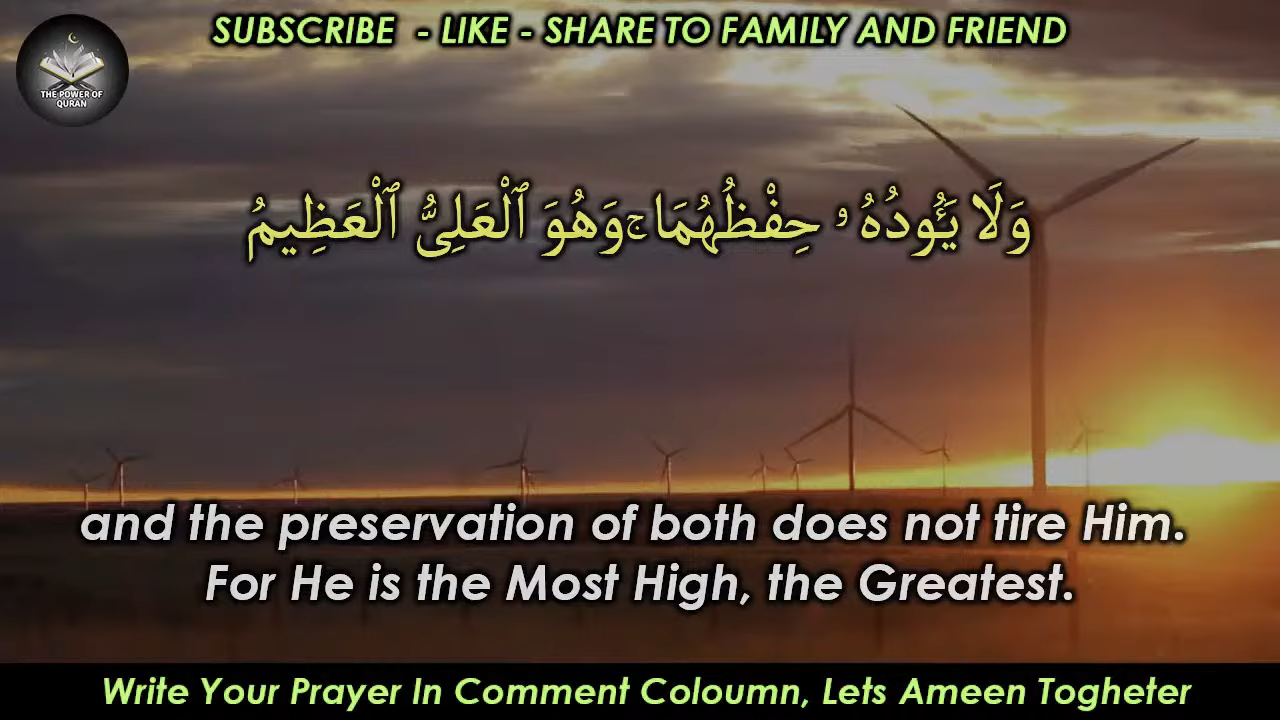 SUBSCRIBE - LIKE - SHARE TO FAMILY AND FRIEND
THE POWER OF
QURAN
وَلَا يَـُٔودُهُۥ حِفْظُهُمَا ۚ وَهُوَ ٱلْعَلِىُّ ٱلْعَظِيمُ
and the preservation of both does not tire Him.
For He is the Most High, the Greatest.
Write Your Prayer In Comment Coloumn, Lets Ameen Togheter